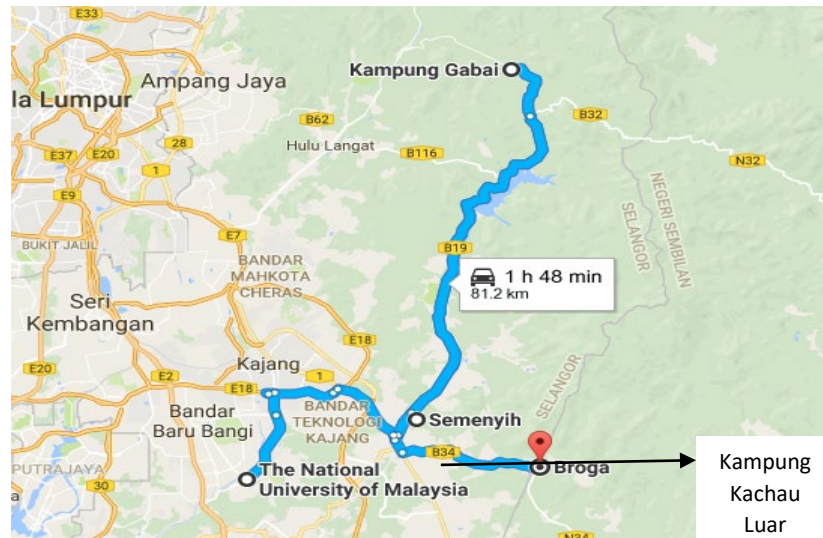 E33
Kampung Gabai
Ampang Jaya
la Lumpur
B62
B32
28
Hulu Langat
B116
E37
E20
1
N32
E9
E7
BUKIT JALIL
B19
SELANGOR
NEGERI SEMBILAN
BANDAR
MAHKOTA
CHERAS
1 h 48 min
81.2 km
Seri
Kembangan
E18
E20
Kajang
E2
E18
1
SELANGOR
Bandar
Baru Bangi
BANDAR
TEKNOLOGI
KAJANG
Semenyih
B34
PUTRAJAYA
The National
University of Malaysia
Broga
Kampung
Kachau
Luar
30
a
N34